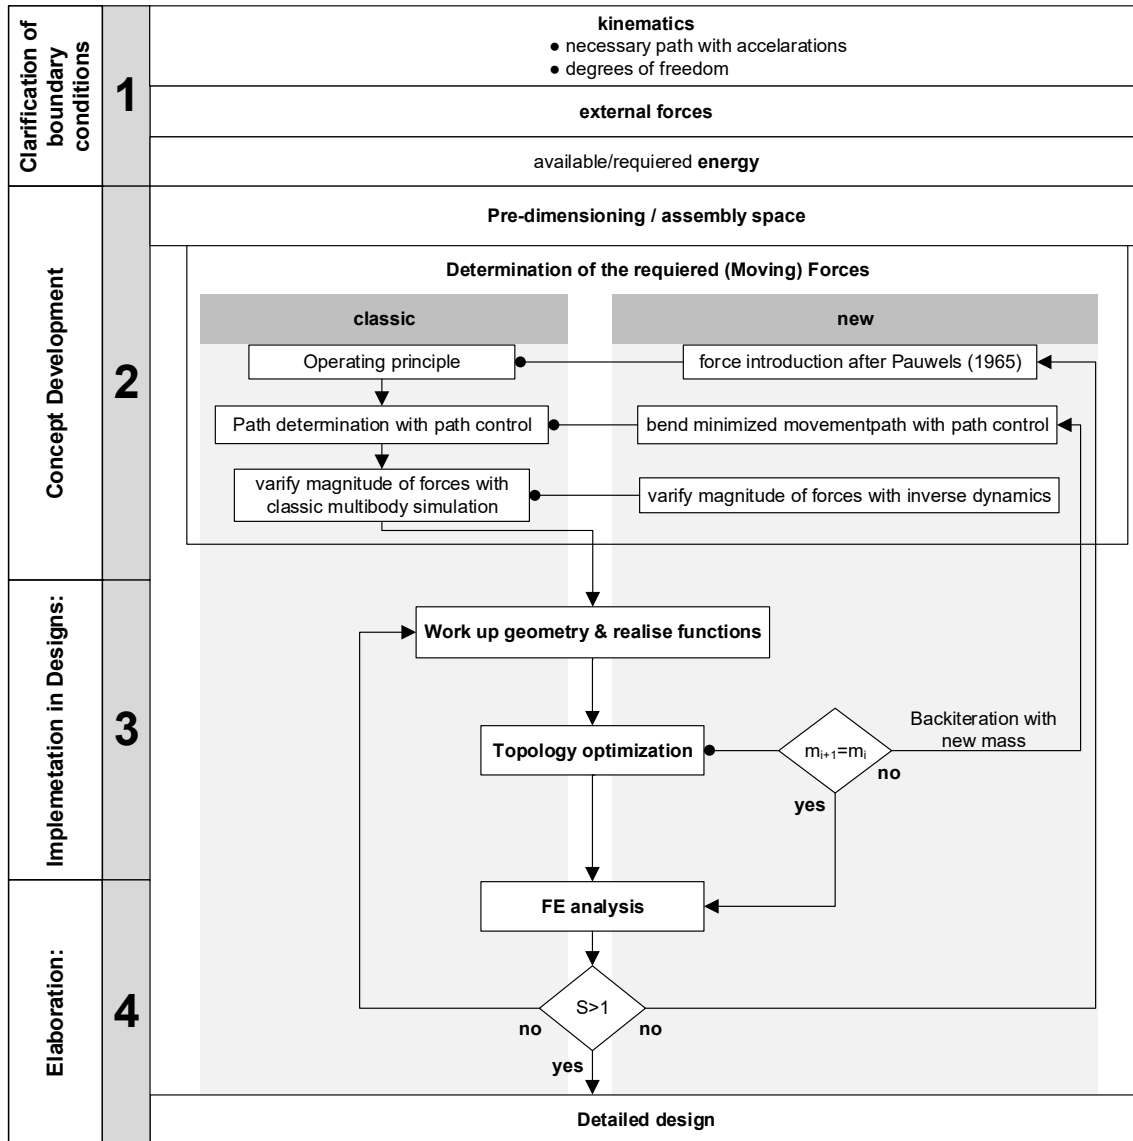 Clarification of
boundary
conditions
1
kinematics
● necessary path with accelarations
● degrees of freedom
external forces
available/requiered energy
Concept Development
2
Pre-dimensioning / assembly space
Determination of the requiered (Moving) Forces
classic
new
Operating principle
force introduction after Pauwels (1965)
Path determination with path control
bend minimized movementpath with path control
varify magnitude of forces with
classic multibody simulation
varify magnitude of forces with inverse dynamics
Implemetation in Designs:
3
Work up geometry & realise functions
Topology optimization
mi+1=mi
Backiteration with
new mass
no
yes
Elaboration:
4
FE analysis
S>1
no
no
yes
Detailed design